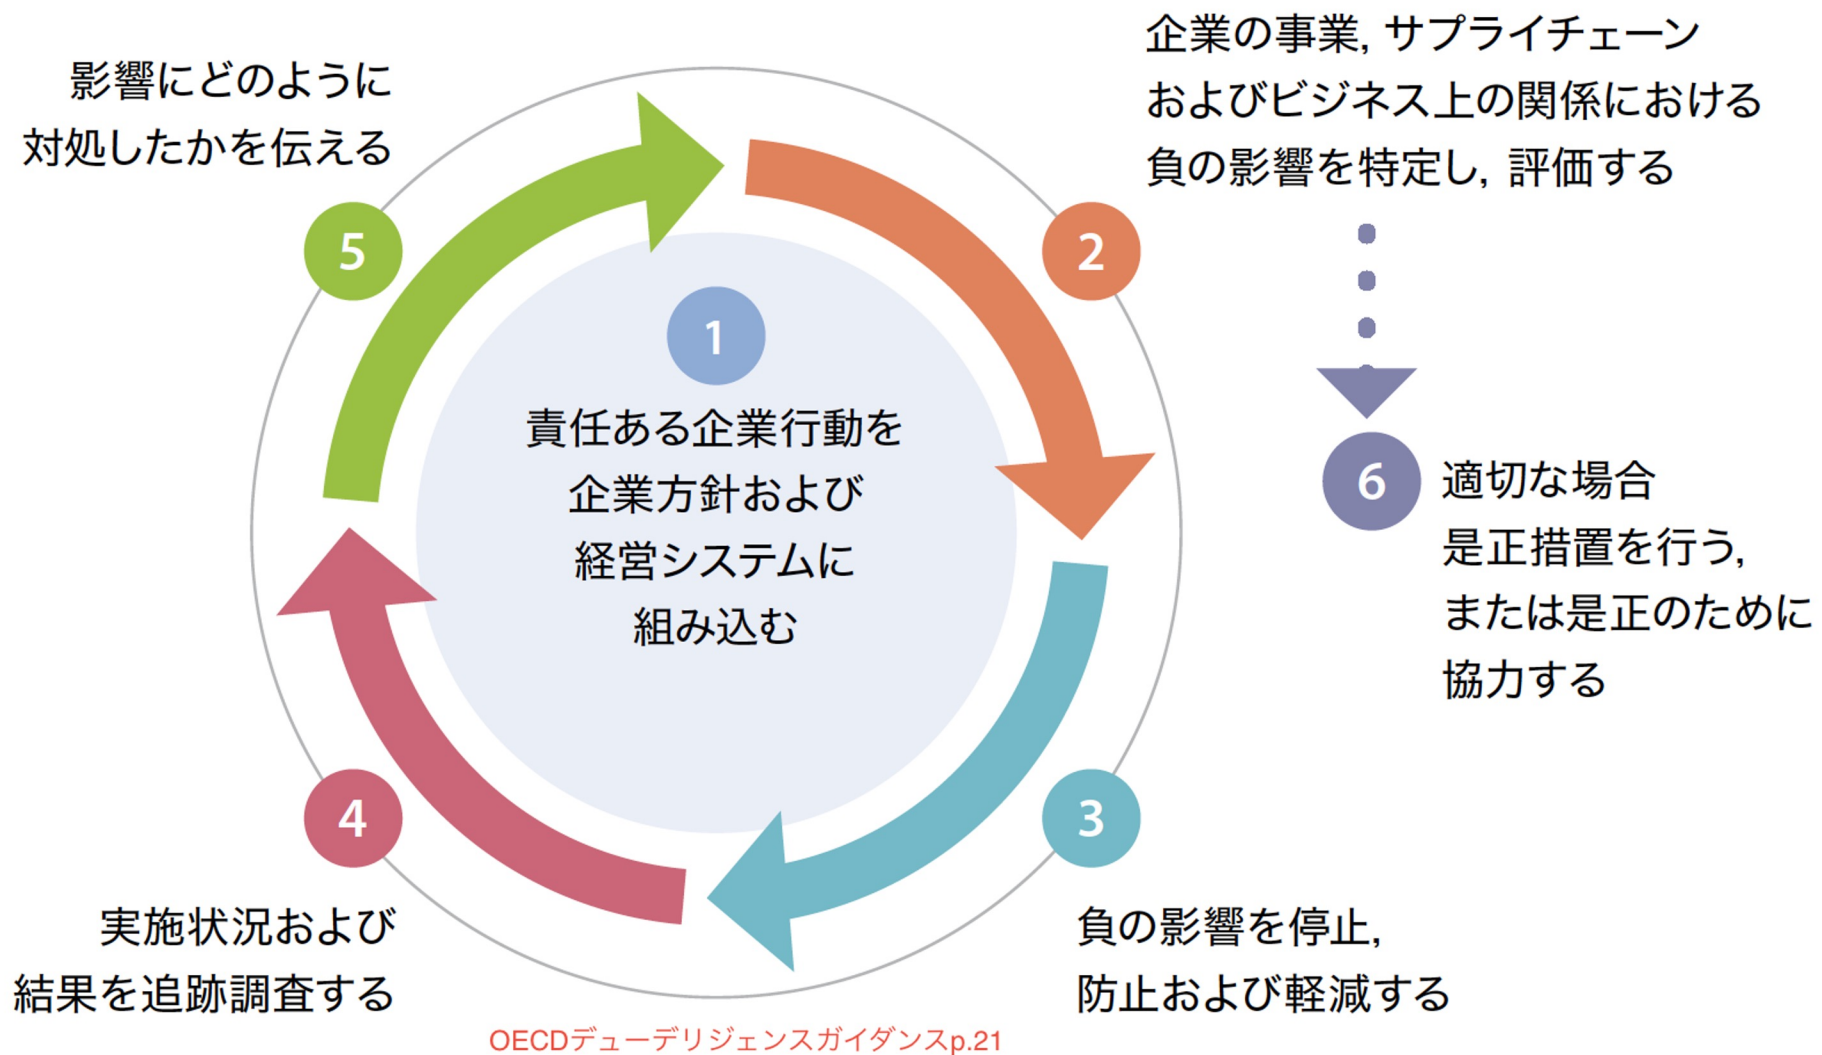 1
責任ある企業行動を
企業方針および
経営システムに
組み込む
2
企業の事業, サプライチェーン
およびビジネス上の関係における
負の影響を特定し, 評価する
3
負の影響を停止,
防止および軽減する
4
実施状況および
結果を追跡調査する
5
影響にどのように
対処したかを伝える
6
適切な場合
是正措置を行う,
または是正のために
協力する
OECDデューデリジェンスガイダンスp.21